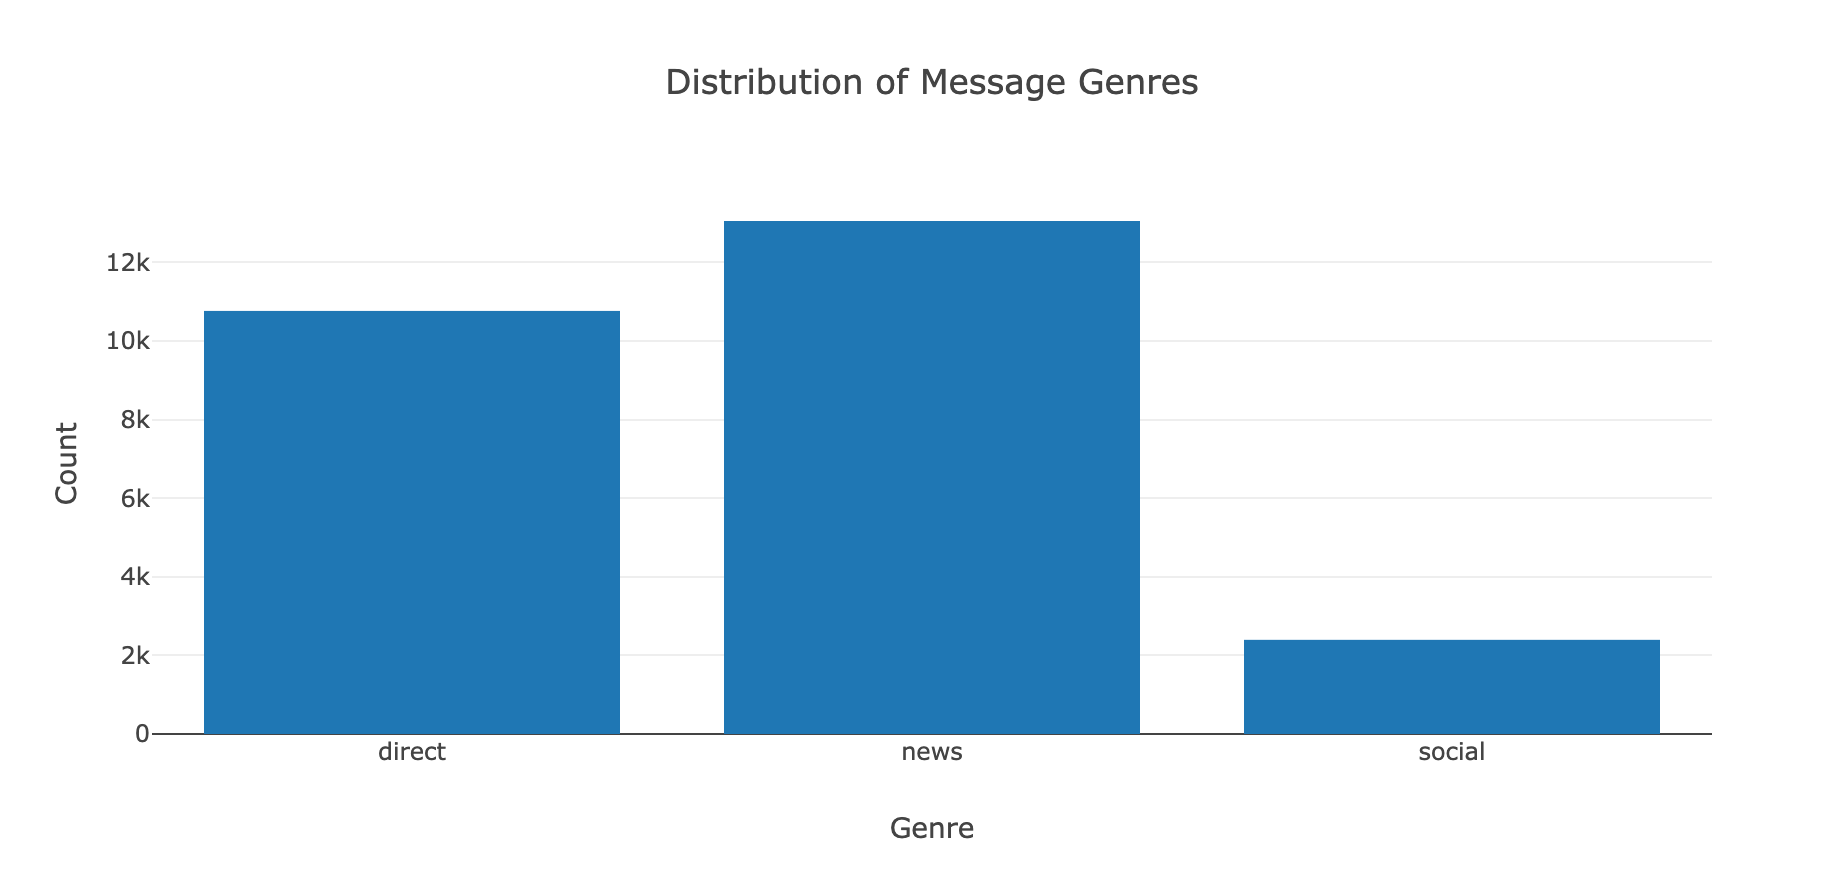 Distribution of Message Genres
12k
10k
8k
6k
4k
2k
0
Count
direct news social
Genre